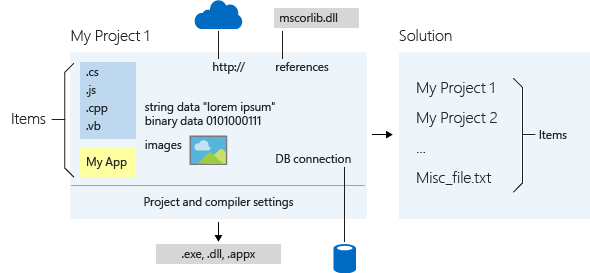 mscorlib.dll
My Project 1
Solution
http://
references
.cs
.js
.cpp
.vb
Items
string data "lorem ipsum"
binary data 0101000111
images
My App
DB connection
Project and compiler settings
.exe, .dll, .appx
My Project 1
My Project 2
...
Misc_file.txt
Items